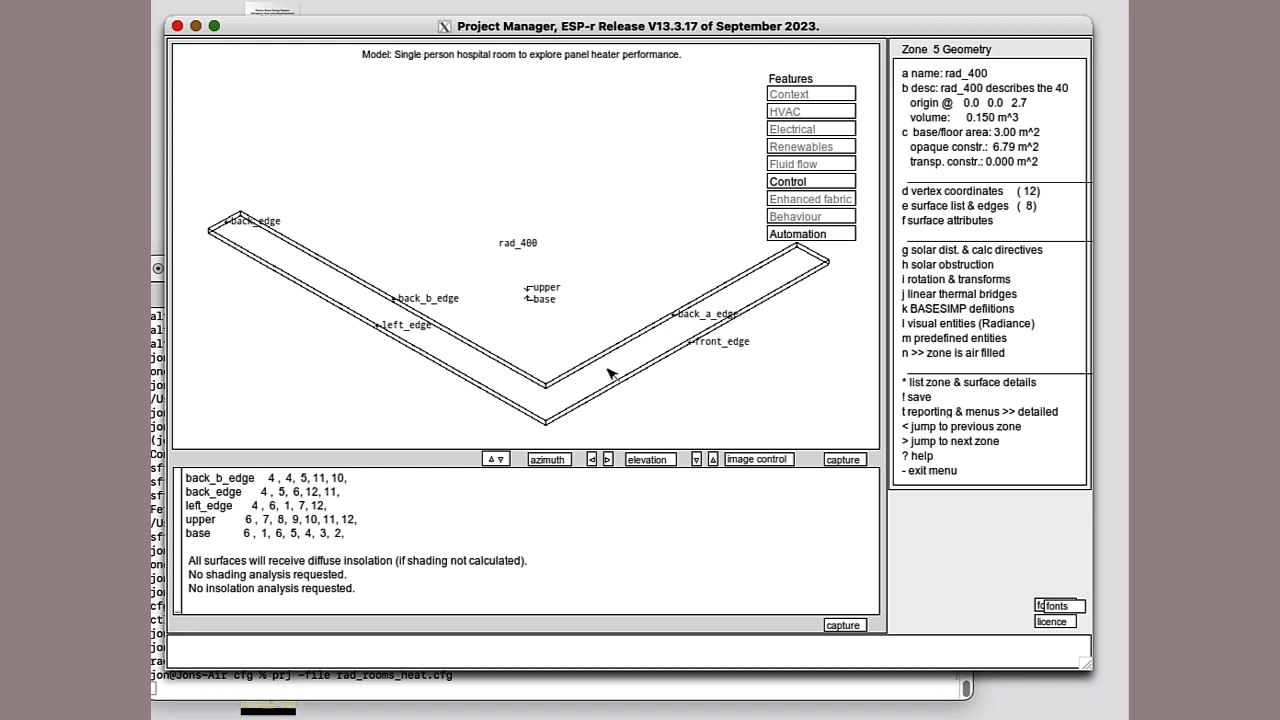 Project Manager, ESP-r Release V13.3.17 of September 2023.
Model: Single person hospital room to explore panel heater performance.
Features
Context
HVAC
Electrical
Renewables
Fluid flow
Control
Enhanced fabric
Behaviour
Automation
back_edge
rad_400
upper
base
back_b_edge
left_edge
back_a_edge
front_edge
azimuth
elevation
image control
capture
back_b_edge 4 , 4, 5, 11, 10,
back_edge 4 , 5, 6, 12, 11,
left_edge 4 , 6, 1, 7, 12,
upper 6 , 7, 8, 9, 10, 11, 12,
base 6 , 1, 6, 5, 4, 3, 2,
All surfaces will receive diffuse insolation (if shading not calculated).
No shading analysis requested.
No insolation analysis requested.
capture
Zone 5 Geometry
a name: rad_400
b desc: rad_400 describes the 40
origin @ 0.0 0.0 2.7
volume: 0.150 m^3
c base/floor area: 3.00 m^2
opaque constr.: 6.79 m^2
transp. constr.: 0.000 m^2
d vertex coordinates ( 12)
e surface list & edges ( 8)
f surface attributes
g solar dist. & calc directives
h solar obstruction
i rotation & transforms
j linear thermal bridges
k BASESIMP defiitions
l visual entities (Radiance)
m predefined entities
n >> zone is air filled
* list zone & surface details
! save
t reporting & menus >> detailed
< jump to previous zone
> jump to next zone
? help
- exit menu
fonts
licence
jon@Jons-Air cfg % prj -file rad_rooms_heat.cfg